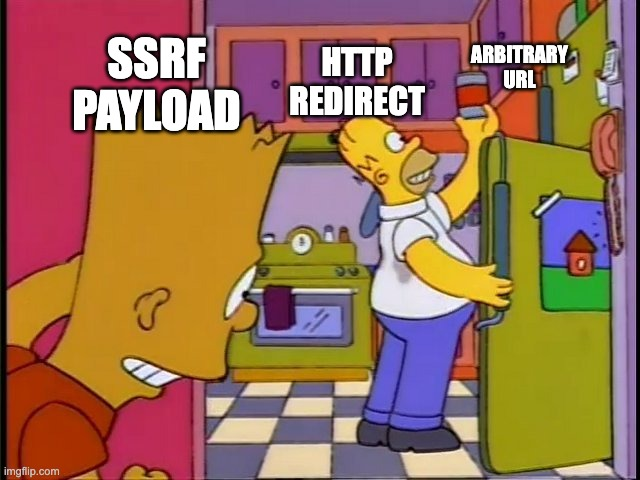 SSRF
PAYLOAD
HTTP
REDIRECT
ARBITRARY
URL
imgflip.com